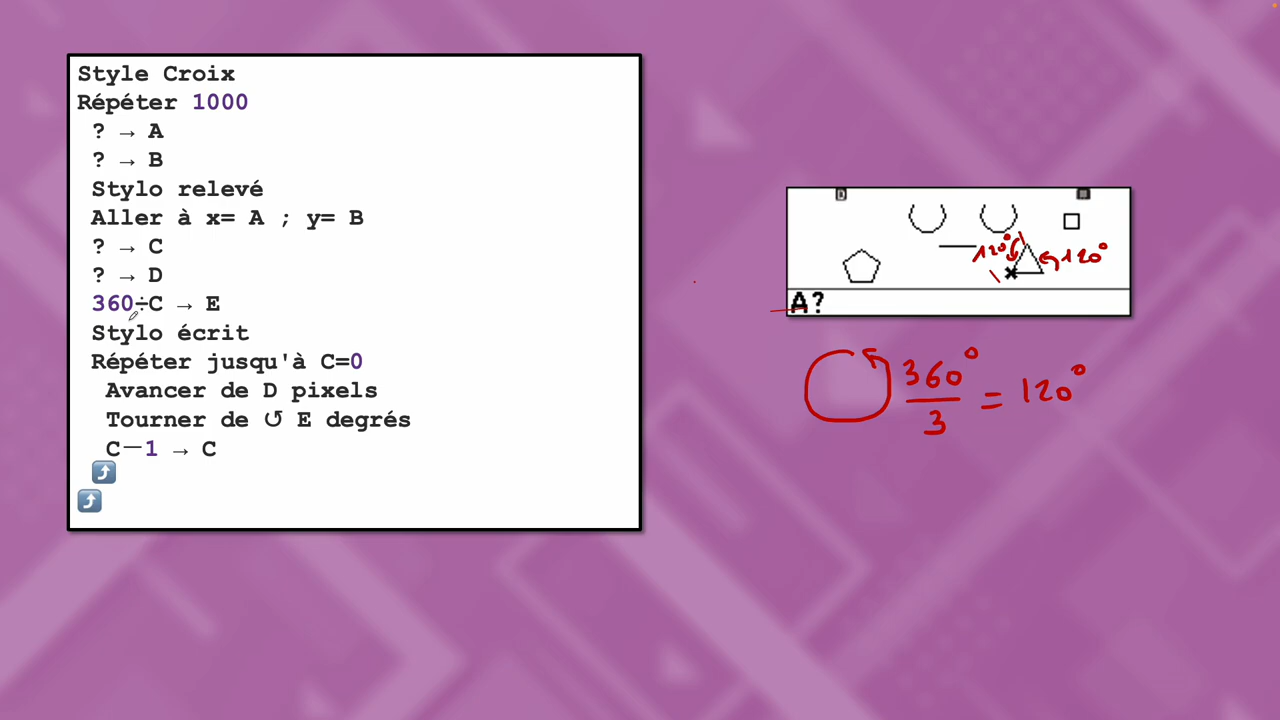 Style Croix
Répéter 1000
? → A
? → B
Stylo relevé
Aller à x= A ; y= B
? → C
? → D
360÷C → E
Stylo écrit
Répéter jusqu'à C=0
Avancer de D pixels
Tourner de ↺ E degrés
C－1 → C
D
120° 120°
A?
360° / 3 = 120°